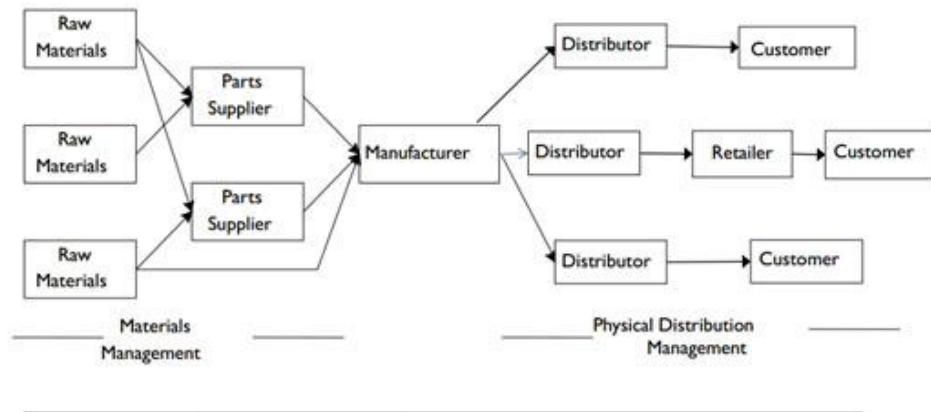 Raw
Materials
Parts
Supplier
Raw
Materials
Parts
Supplier
Raw
Materials
Manufacturer
Distributor
Customer
Distributor
Retailer
Customer
Distributor
Customer
Materials
Management
Physical Distribution
Management